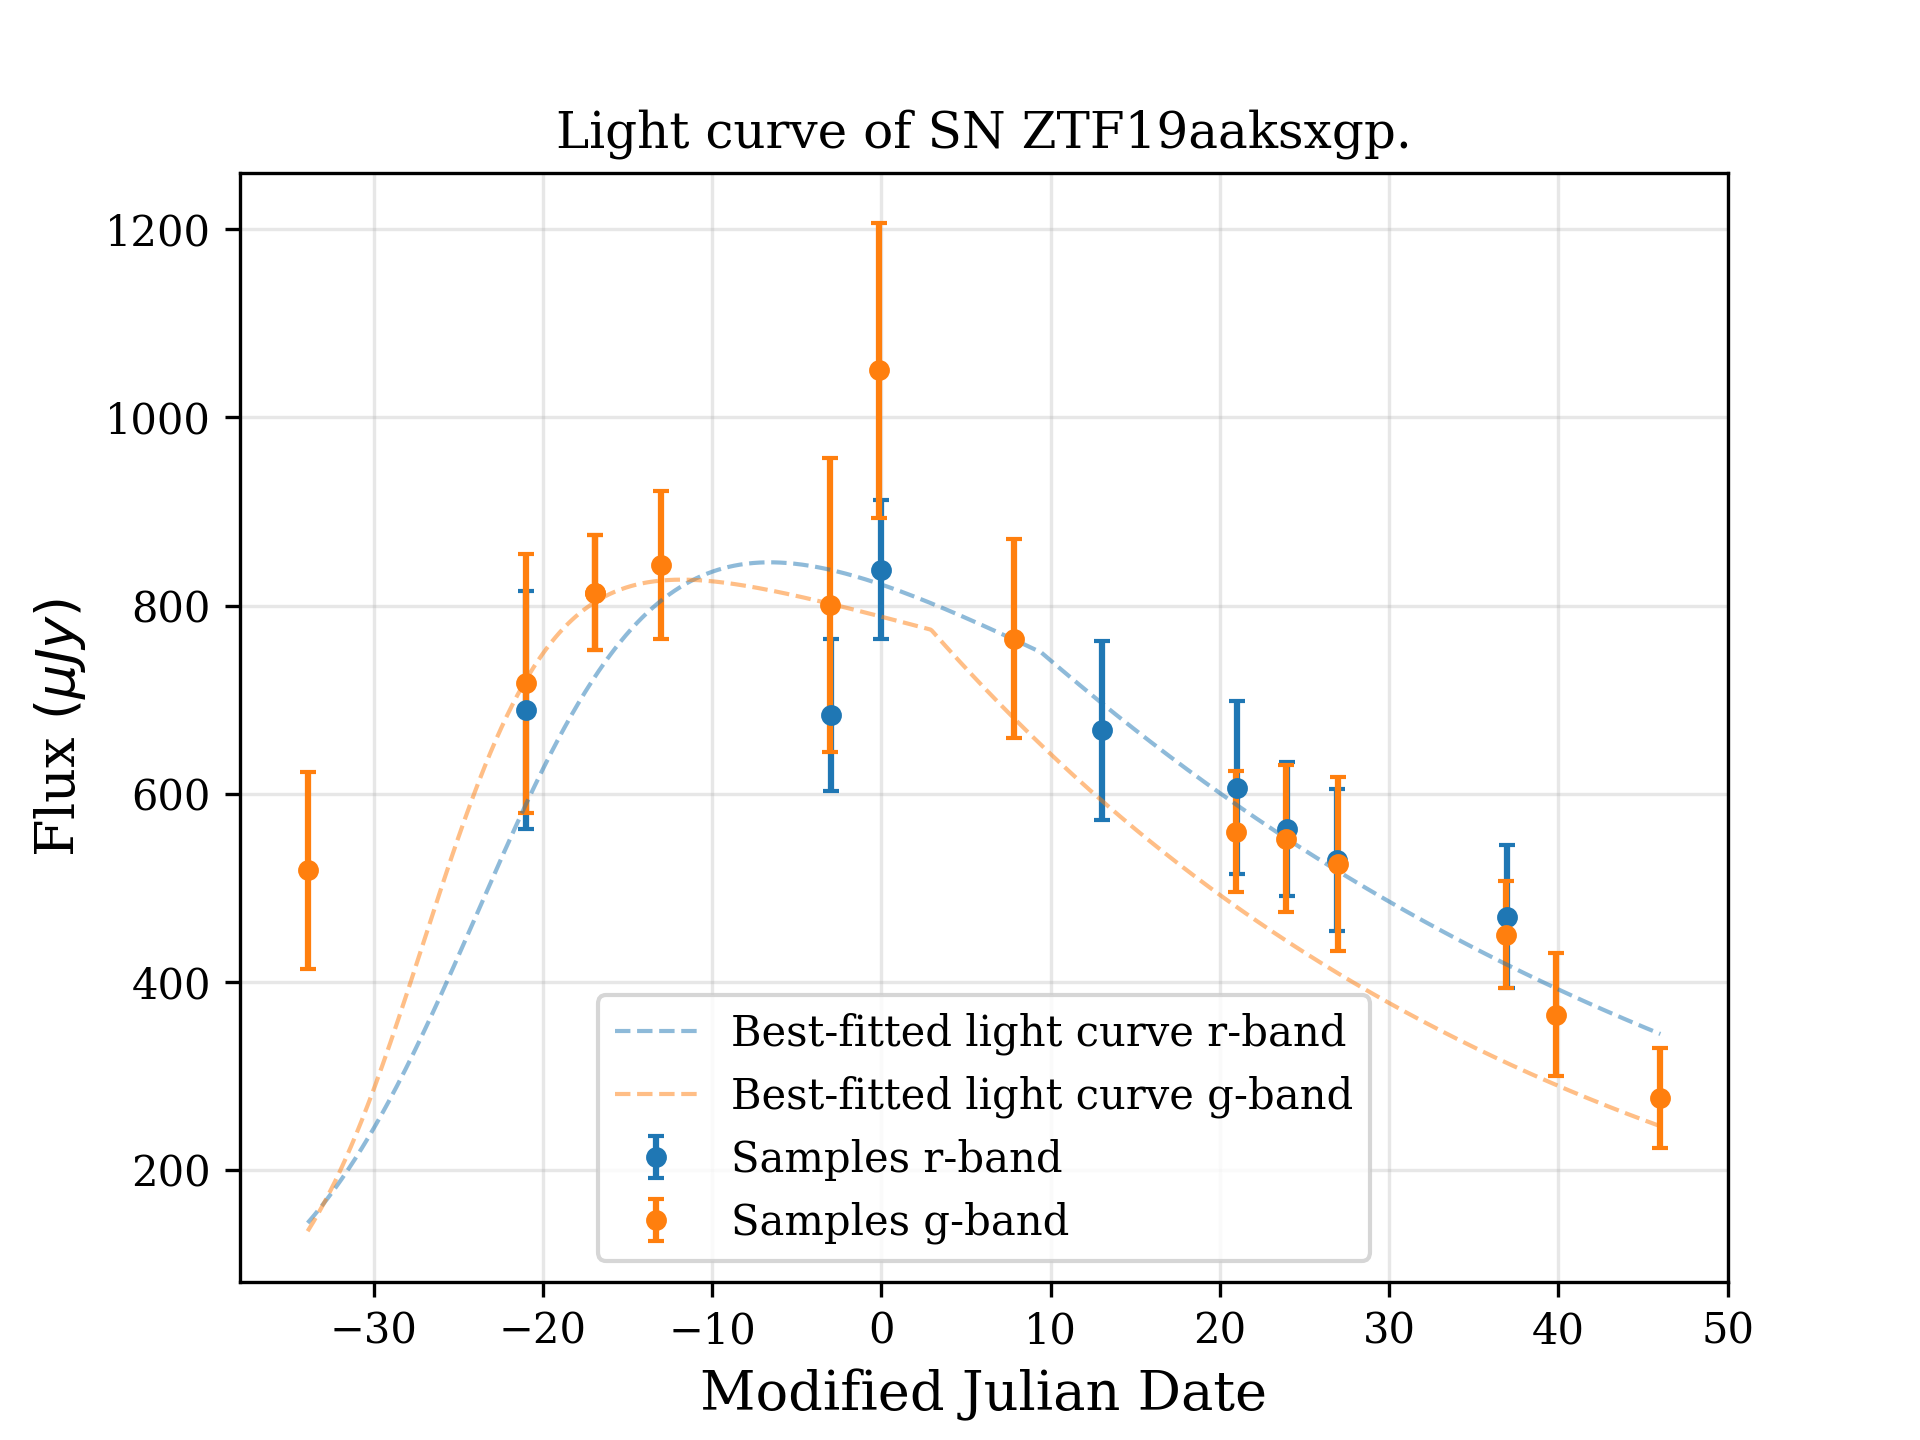 Light curve of SN ZTF19aaksxgp.
1200
1000
800
600
400
200
Flux (μJy)
Best-fitted light curve r-band
Best-fitted light curve g-band
Samples r-band
Samples g-band
−30 −20 −10 0 10 20 30 40 50
Modified Julian Date